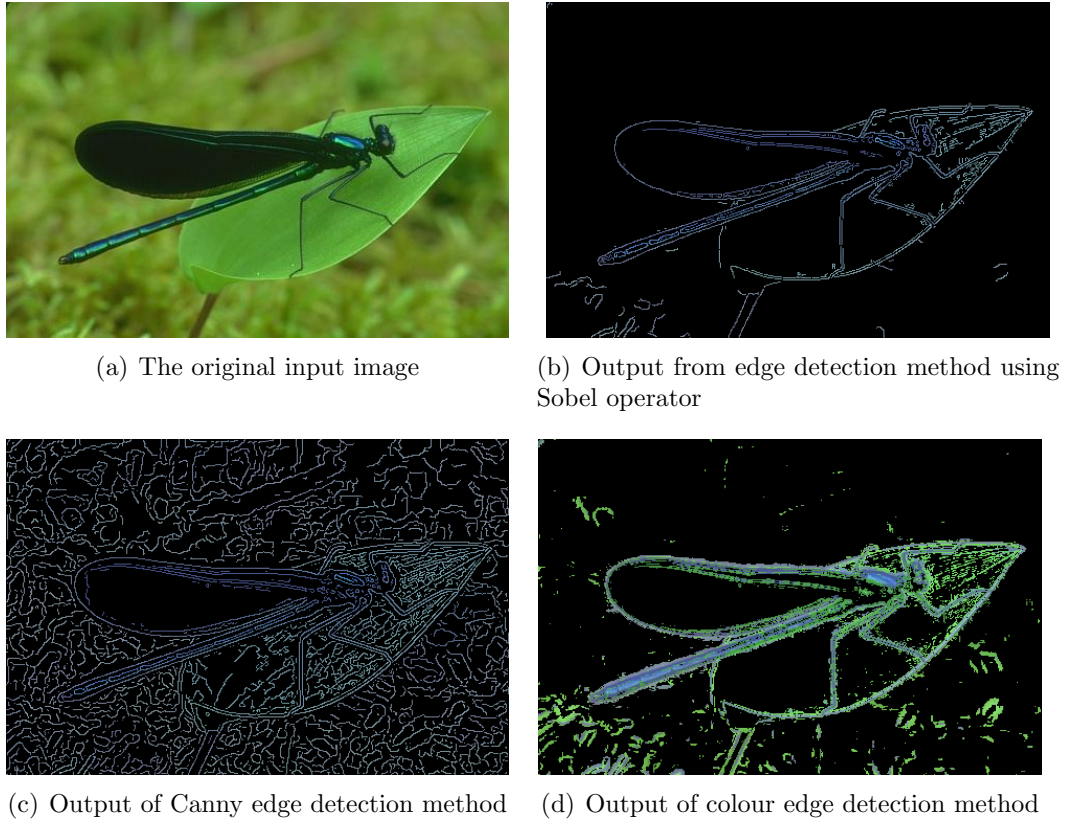 (a) The original input image
(b) Output from edge detection method using
Sobel operator
(c) Output of Canny edge detection method
(d) Output of colour edge detection method